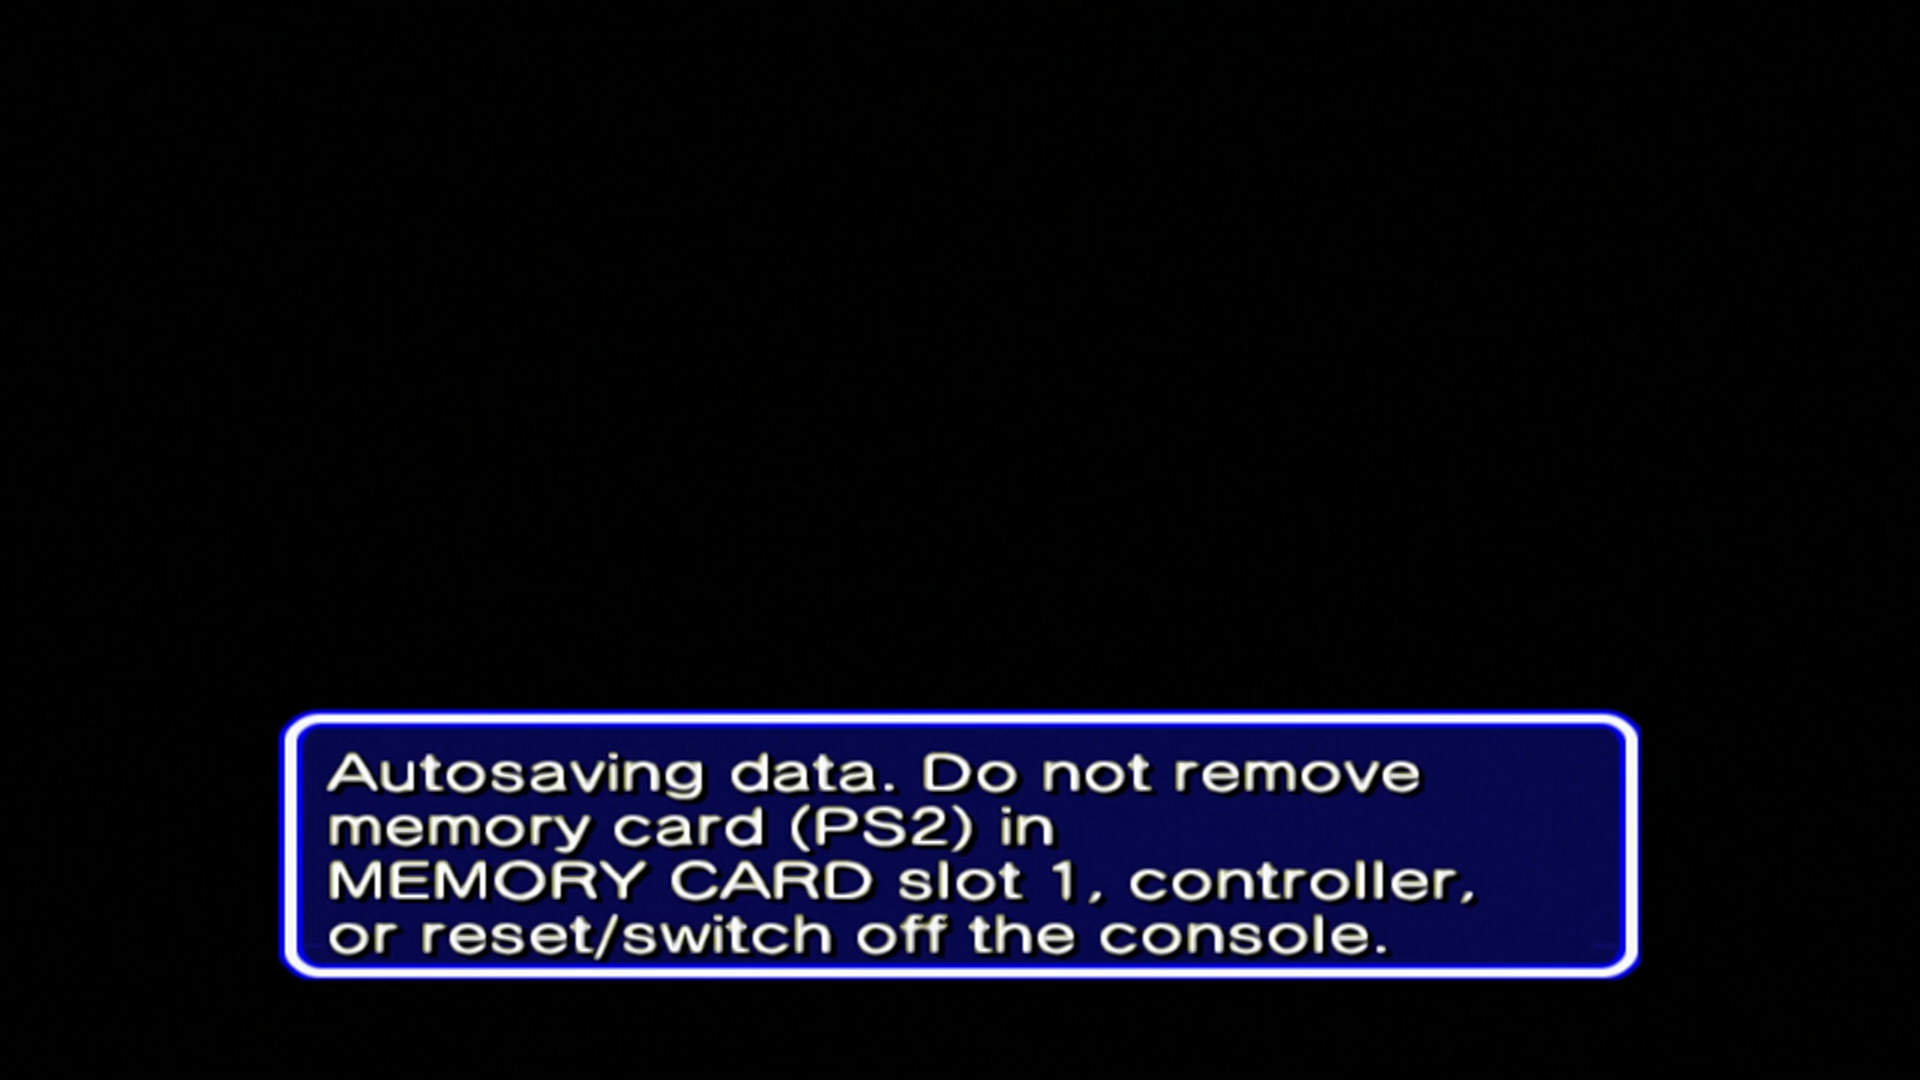 Autosaving data. Do not remove
memory card (PS2) in
MEMORY CARD slot 1, controller,
or reset/switch off the console.